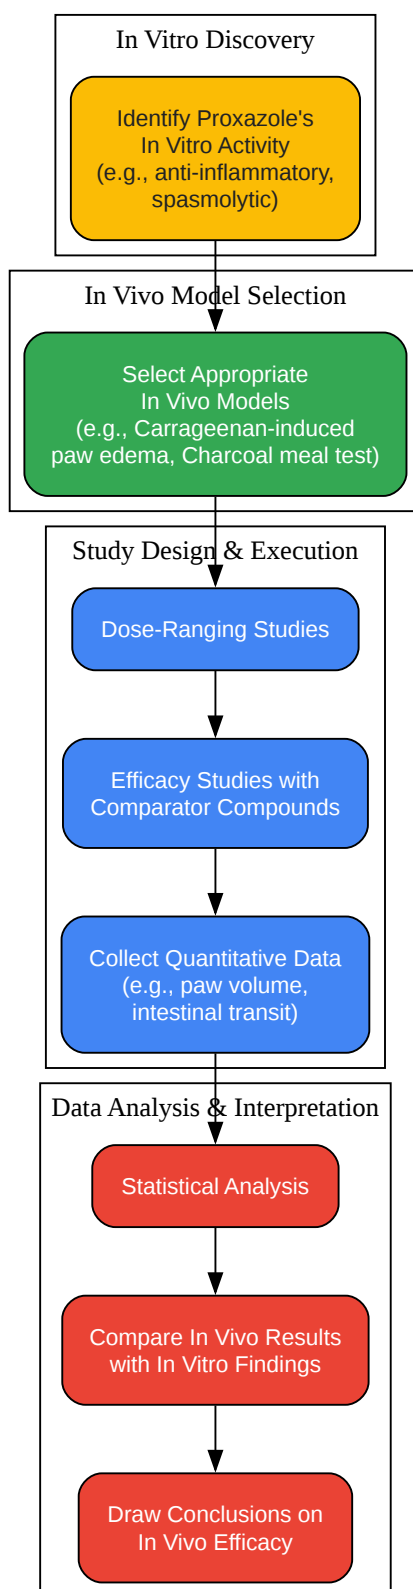 In Vitro Discovery
Identify Proxazole's
In Vitro Activity
(e.g., anti-inflammatory,
spasmolytic)
In Vivo Model Selection
Select Appropriate
In Vivo Models
(e.g., Carrageenan-induced
paw edema, Charcoal meal test)
Study Design & Execution
Dose-Ranging Studies
Efficacy Studies with
Comparator Compounds
Collect Quantitative Data
(e.g., paw volume,
intestinal transit)
Data Analysis & Interpretation
Statistical Analysis
Compare In Vivo Results
with In Vitro Findings
Draw Conclusions on
In Vivo Efficacy